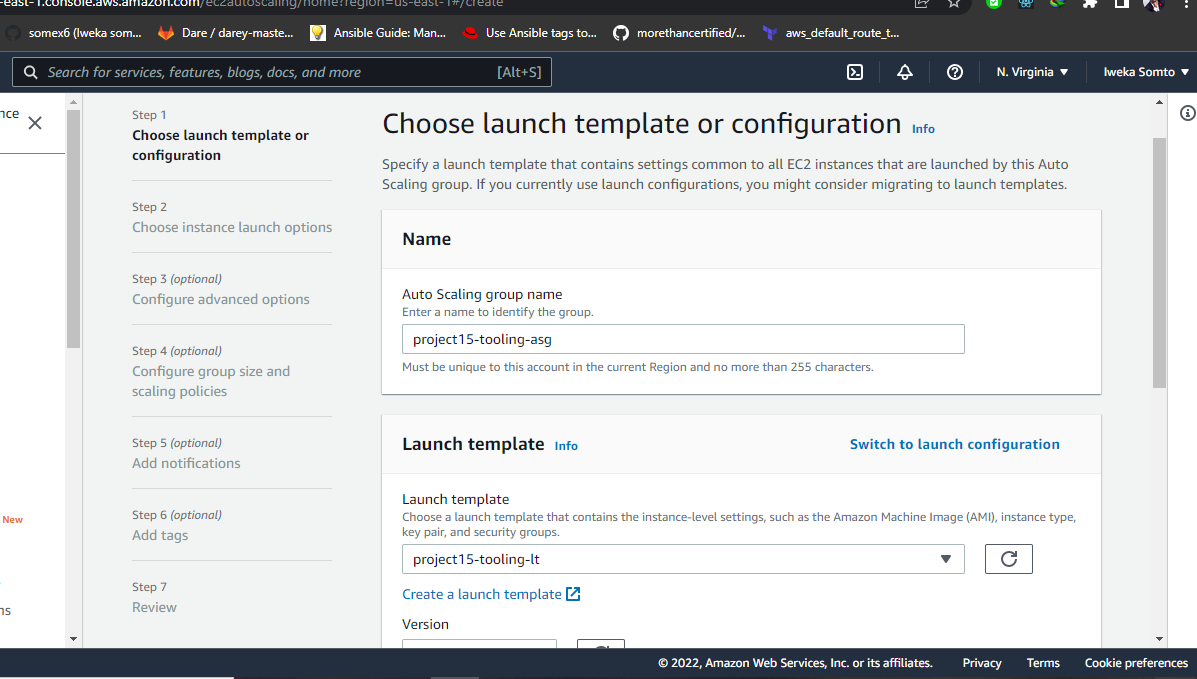 -east-1.console.aws.amazon.com/ec2autoscaling/home?region=us-east-1#/create
somex6 (Iweka som...
Dare / darey-maste...
Ansible Guide: Man...
Use Ansible tags to...
morethancertified/...
aws_default_route_t...
Search for services, features, blogs, docs, and more
[Alt+S]
N. Virginia
Iweka Somto
nce
New
ns
Step 1
Choose launch template or
configuration
Step 2
Choose instance launch options
Step 3 (optional)
Configure advanced options
Step 4 (optional)
Configure group size and
scaling policies
Step 5 (optional)
Add notifications
Step 6 (optional)
Add tags
Step 7
Review
Choose launch template or configuration Info
Specify a launch template that contains settings common to all EC2 instances that are launched by this Auto
Scaling group. If you currently use launch configurations, you might consider migrating to launch templates.
Name
Auto Scaling group name
Enter a name to identify the group.
project15-tooling-asg
Must be unique to this account in the current Region and no more than 255 characters.
Launch template Info
Switch to launch configuration
Launch template
Choose a launch template that contains the instance-level settings, such as the Amazon Machine Image (AMI), instance type,
key pair, and security groups.
project15-tooling-lt
Create a launch template
Version
© 2022, Amazon Web Services, Inc. or its affiliates.
Privacy
Terms
Cookie preferences